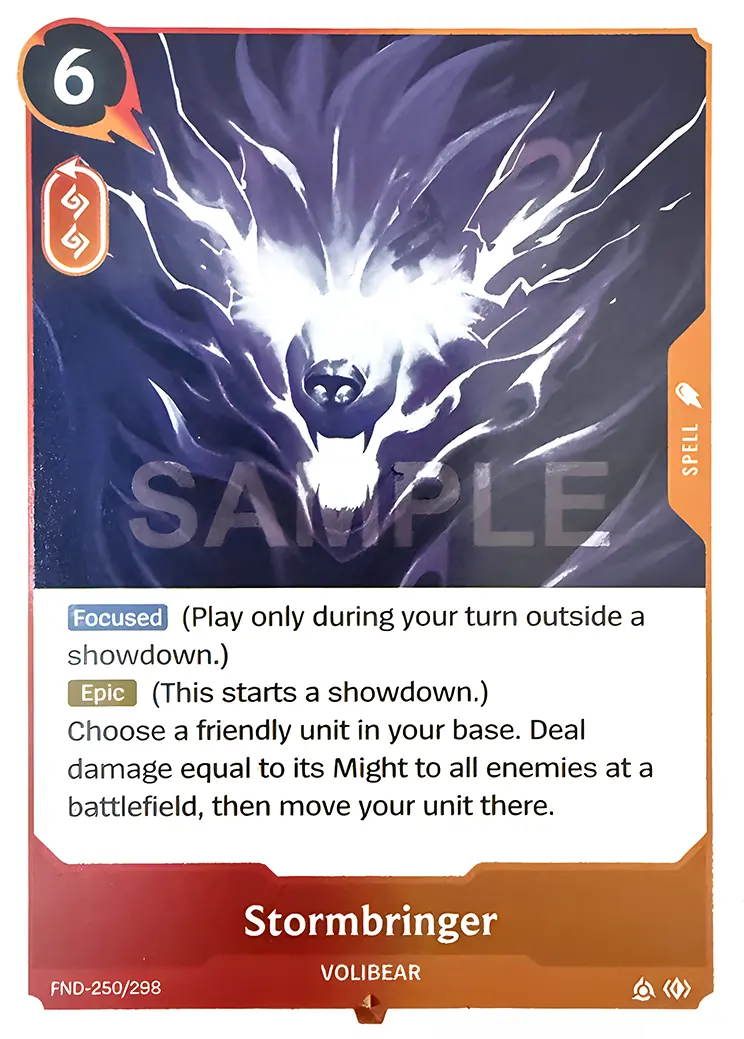 6
SPELL
SAMPLE
Focused (Play only during your turn outside a
showdown.)
Epic (This starts a showdown.)
Choose a friendly unit in your base. Deal
damage equal to its Might to all enemies at a
battlefield, then move your unit there.
Stormbringer
VOLIBEAR
FND-250/298